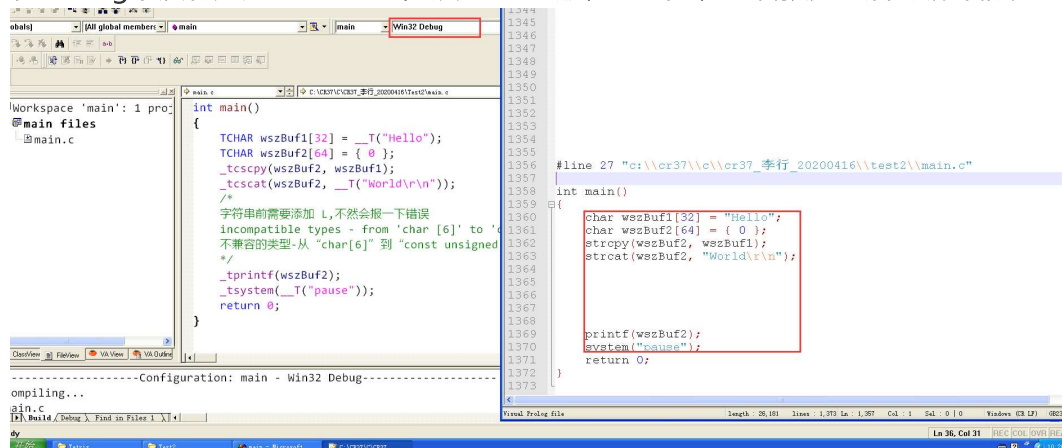 obals]
[All global members
main
main
Win32 Debug
main.c
C:\CR37\C\CR37_李行_20200416\Test2\main.c
Workspace 'main': 1 proj
main files
main.c
int main()
{
TCHAR wszBuf1[32] = __T("Hello");
TCHAR wszBuf2[64] = { 0 };
_tcscpy(wszBuf2, wszBuf1);
_tcscat(wszBuf2, __T("World\r\n"));
/*
字符串前需要添加 L,不然会报一下错误
incompatible types - from 'char [6]' to 'c
不兼容的类型-从 “char[6]” 到 “const unsigned
*/
_tprintf(wszBuf2);
_tsystem(__T("pause"));
return 0;
}
ClassView
FileView
VA View
VA Outline
--------------------Configuration: main - Win32 Debug--------------------
ompiling...
ain.c
Build
Debug
Find in Files 1
dy
1344
1345
1346
1347
1348
1349
1350
1351
1352
1353
1354
1355
1356 #line 27 "c:\\cr37\\c\\cr37_李行_20200416\\test2\\main.c"
1357
1358 int main()
1359 {
1360 char wszBuf1[32] = "Hello";
1361 char wszBuf2[64] = { 0 };
1362 strcpy(wszBuf2, wszBuf1);
1363 strcat(wszBuf2, "World\r\n");
1364
1365
1366
1367
1368
1369 printf(wszBuf2);
1370 system("pause");
1371 return 0;
1372 }
1373
Visual Prolog file
length : 26,181 lines : 1,373
Ln : 1,357 Col : 1 Sel : 0 | 0
Windows (CR LF)
GB23
Ln 36, Col 31
REC COL OVR
开始
Tetris
Test2
main - Microsoft